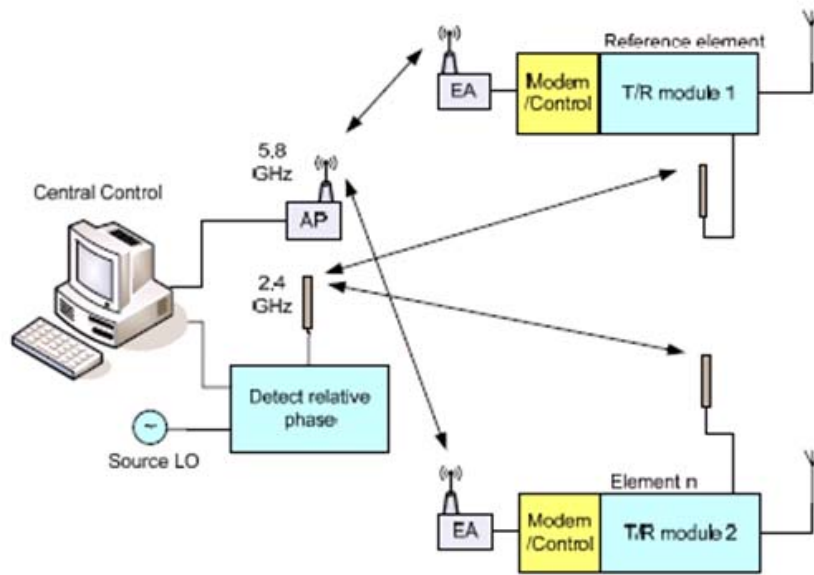 Reference element
EA
Modem
/Control
T/R module 1
5.8
GHz
Central Control
AP
2.4
GHz
Detect relative
phase
~
Source LO
Element n
EA
Modem
/Control
T/R module 2